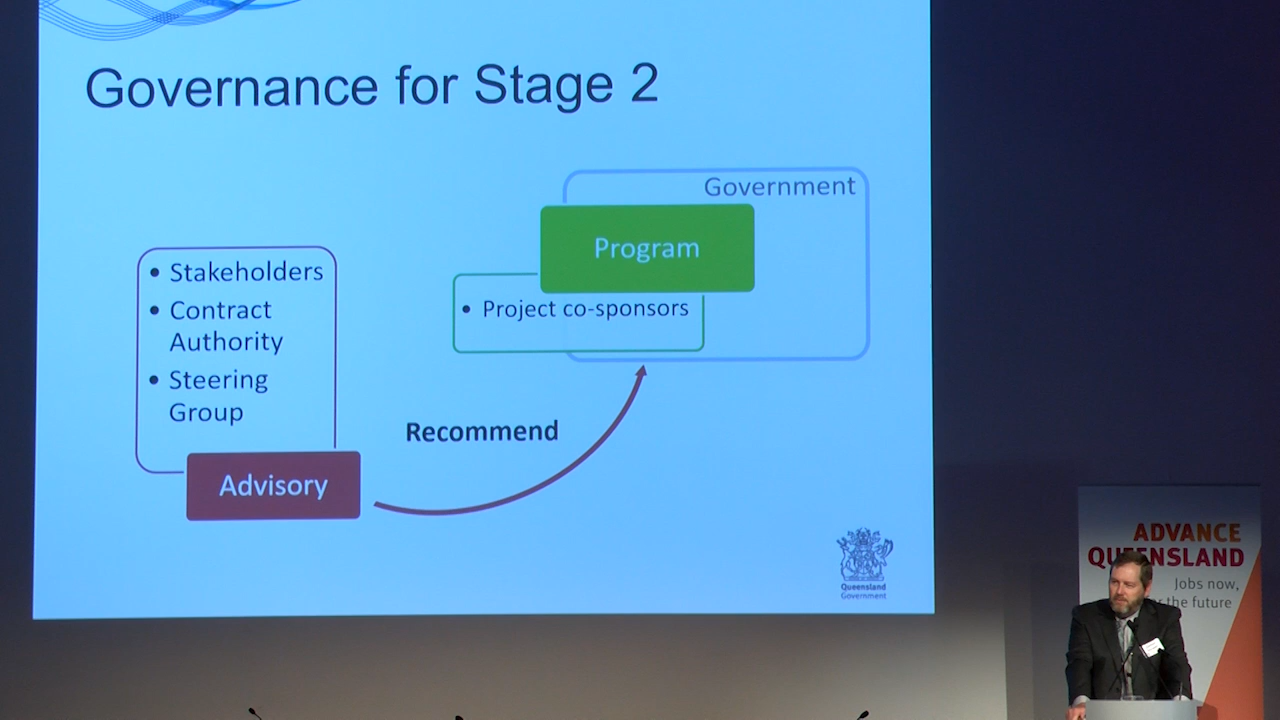 Governance for Stage 2
Government
Program
• Project co-sponsors
• Stakeholders
• Contract
Authority
• Steering
Group
Recommend
Advisory
Queensland
Government
ADVANCE
QUEENSLAND
Jobs now,
the future